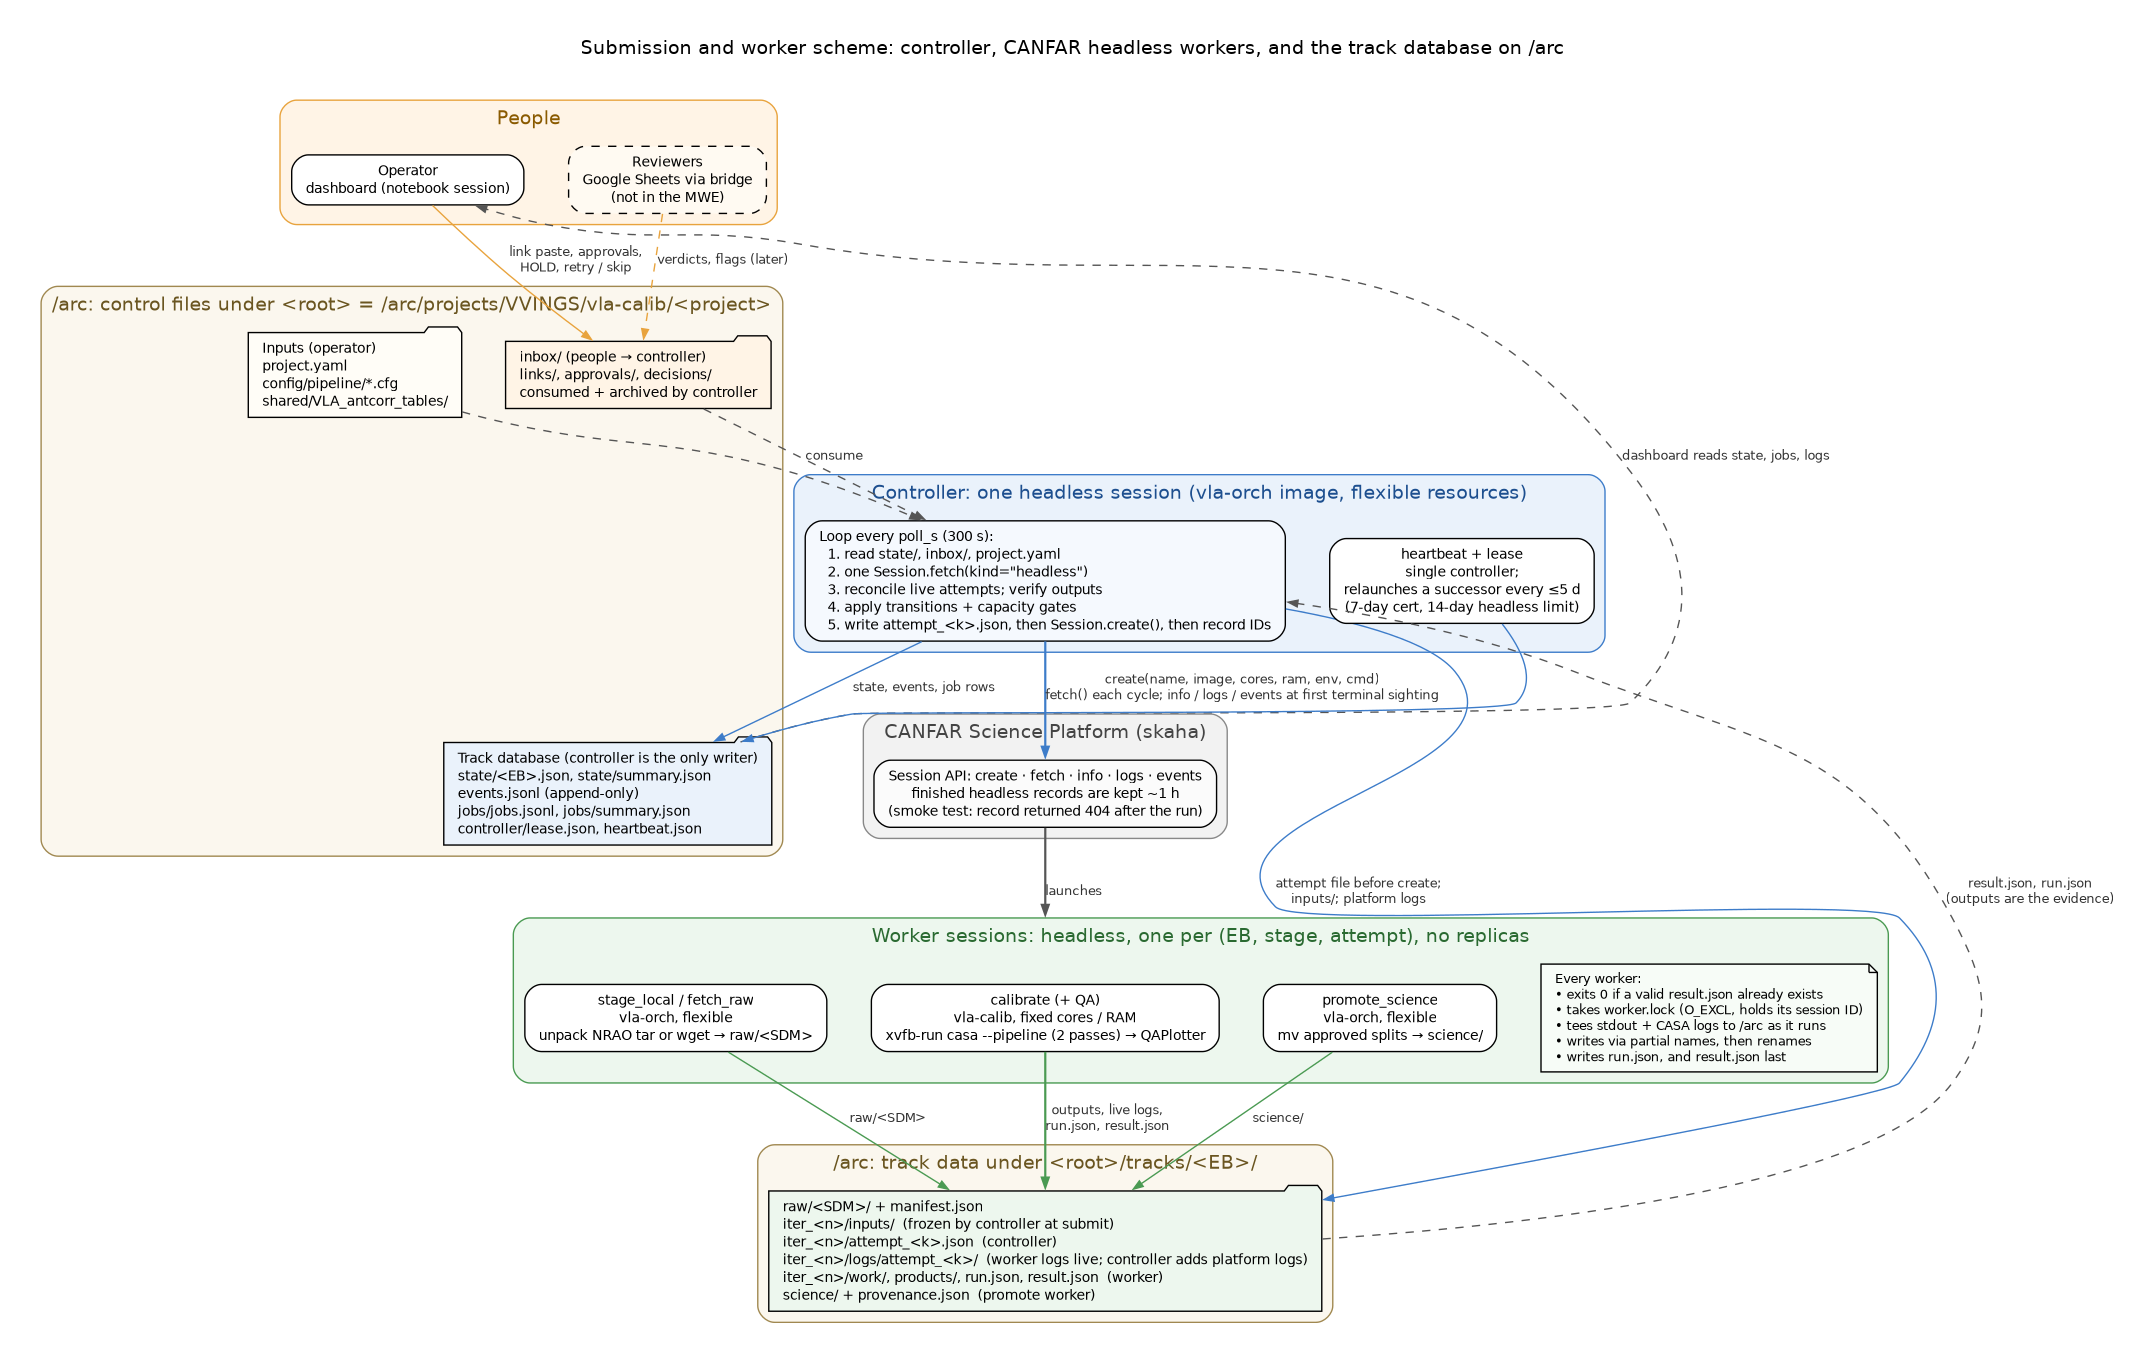 Submission and worker scheme: controller, CANFAR headless workers, and the track database on /arc
People
Operator
dashboard (notebook session)
Reviewers
Google Sheets via bridge
(not in the MWE)
link paste, approvals,
HOLD, retry / skip
verdicts, flags (later)
/arc: control files under <root> = /arc/projects/VVINGS/vla-calib/<project>
Inputs (operator)
project.yaml
config/pipeline/*.cfg
shared/VLA_antcorr_tables/
inbox/ (people → controller)
links/, approvals/, decisions/
consumed + archived by controller
consume
dashboard reads state, jobs, logs
Controller: one headless session (vla-orch image, flexible resources)
Loop every poll_s (300 s):
1. read state/, inbox/, project.yaml
2. one Session.fetch(kind="headless")
3. reconcile live attempts; verify outputs
4. apply transitions + capacity gates
5. write attempt_<k>.json, then Session.create(), then record IDs
heartbeat + lease
single controller;
relaunches a successor every ≤5 d
(7-day cert, 14-day headless limit)
state, events, job rows
create(name, image, cores, ram, env, cmd)
fetch() each cycle; info / logs / events at first terminal sighting
Track database (controller is the only writer)
state/<EB>.json, state/summary.json
events.jsonl (append-only)
jobs/jobs.jsonl, jobs/summary.json
controller/lease.json, heartbeat.json
CANFAR Science Platform (skaha)
Session API: create · fetch · info · logs · events
finished headless records are kept ~1 h
(smoke test: record returned 404 after the run)
launches
attempt file before create;
inputs/; platform logs
result.json, run.json
(outputs are the evidence)
Worker sessions: headless, one per (EB, stage, attempt), no replicas
stage_local / fetch_raw
vla-orch, flexible
unpack NRAO tar or wget → raw/<SDM>
calibrate (+ QA)
vla-calib, fixed cores / RAM
xvfb-run casa --pipeline (2 passes) → QAPlotter
promote_science
vla-orch, flexible
mv approved splits → science/
Every worker:
• exits 0 if a valid result.json already exists
• takes worker.lock (O_EXCL, holds its session ID)
• tees stdout + CASA logs to /arc as it runs
• writes via partial names, then renames
• writes run.json, and result.json last
raw/<SDM>
outputs, live logs,
run.json, result.json
science/
/arc: track data under <root>/tracks/<EB>/
raw/<SDM>/ + manifest.json
iter_<n>/inputs/  (frozen by controller at submit)
iter_<n>/attempt_<k>.json  (controller)
iter_<n>/logs/attempt_<k>/  (worker logs live; controller adds platform logs)
iter_<n>/work/, products/, run.json, result.json  (worker)
science/ + provenance.json  (promote worker)